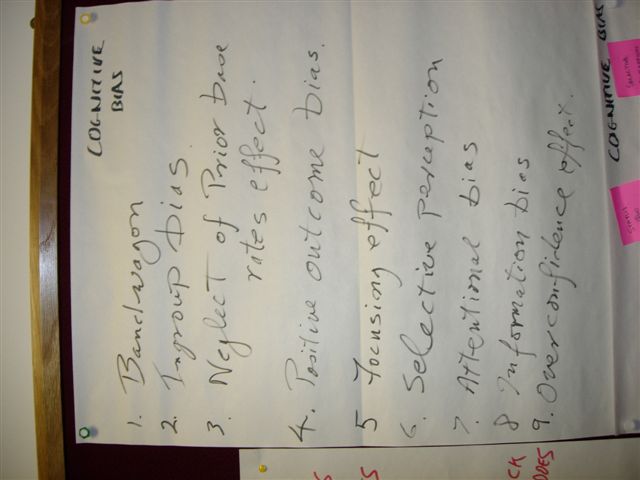 COGNITIVE
BIAS
1. Bandwagon
2. Ingroup bias.
3. Neglect of Prior base
rates effect.
4. Positive outcome bias.
5 Focusing effect
6. Selective perception
7. Attentional bias
8 Information bias
9. Overconfidence effect.
COGNITIVE BIAS